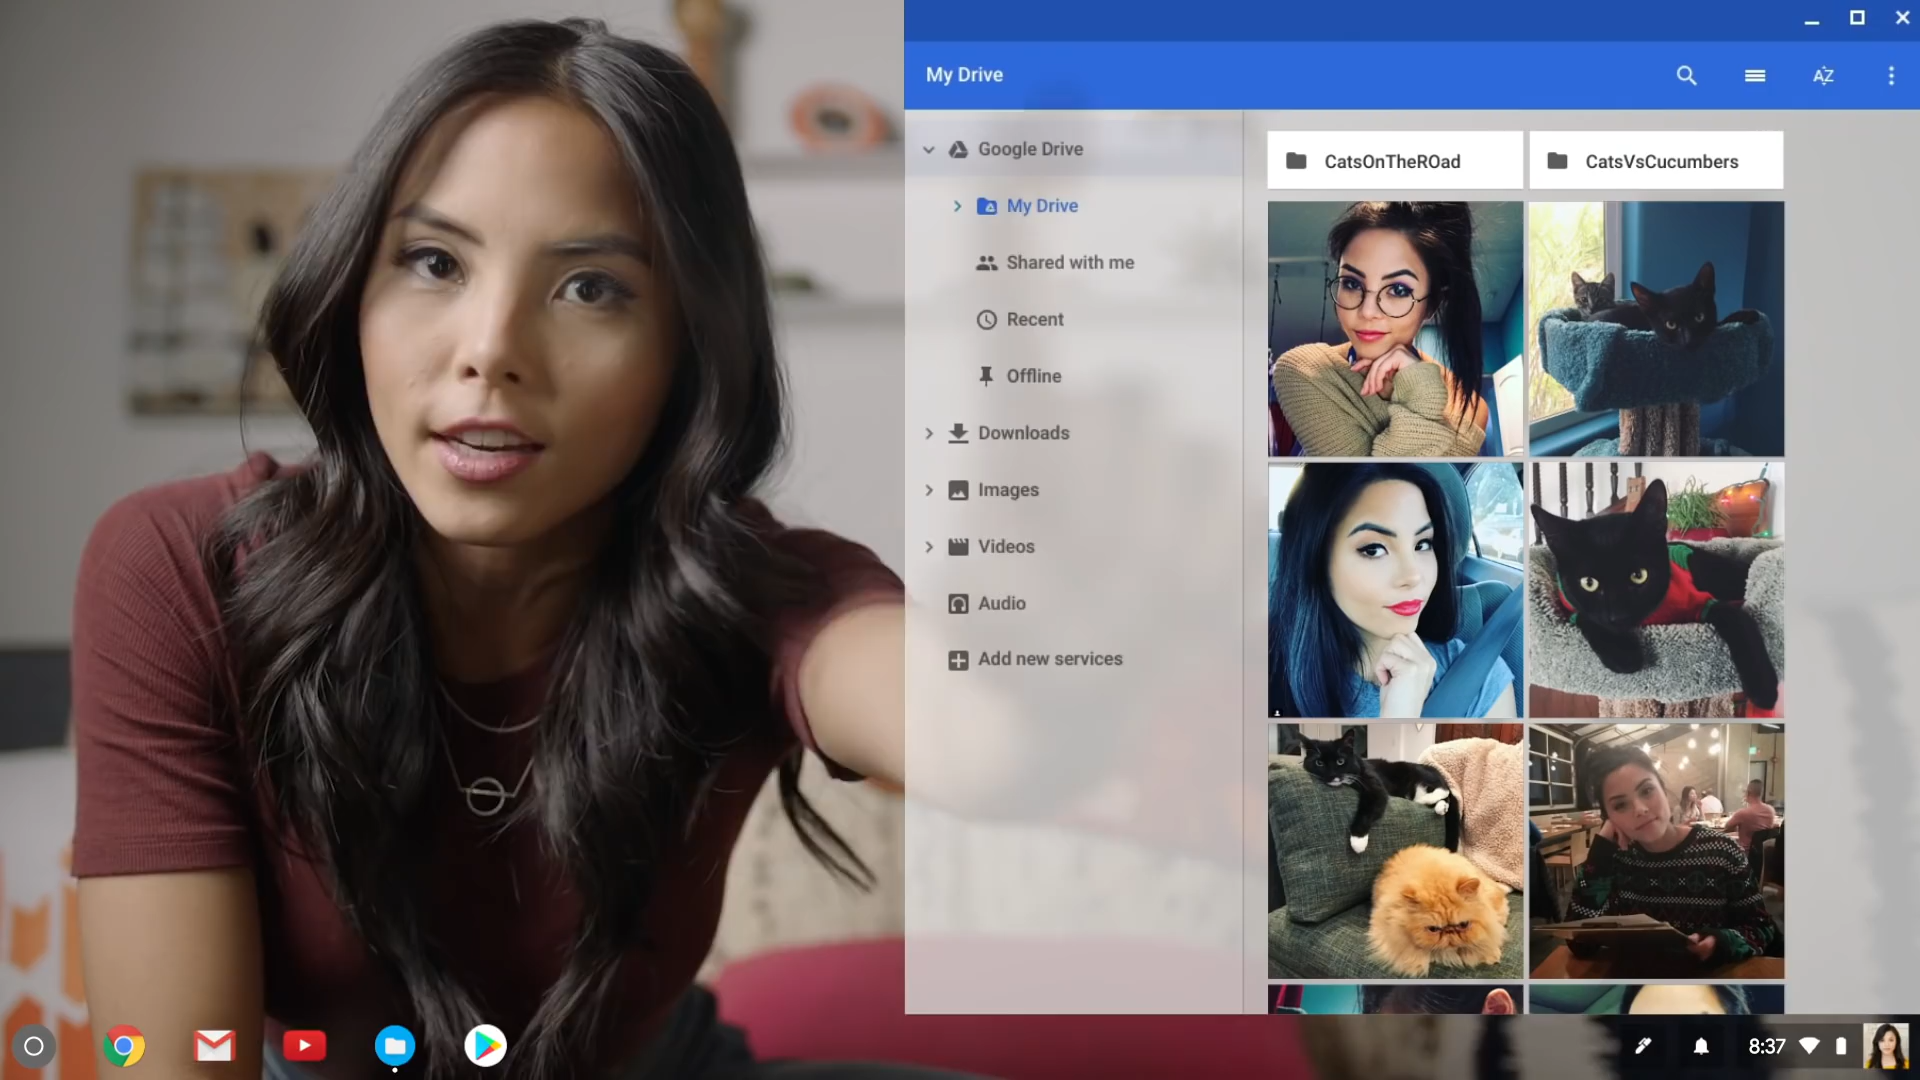 My Drive
Google Drive
My Drive
Shared with me
Recent
Offline
Downloads
Images
Videos
Audio
Add new services
CatsOnTheROad
CatsVsCucumbers
8:37